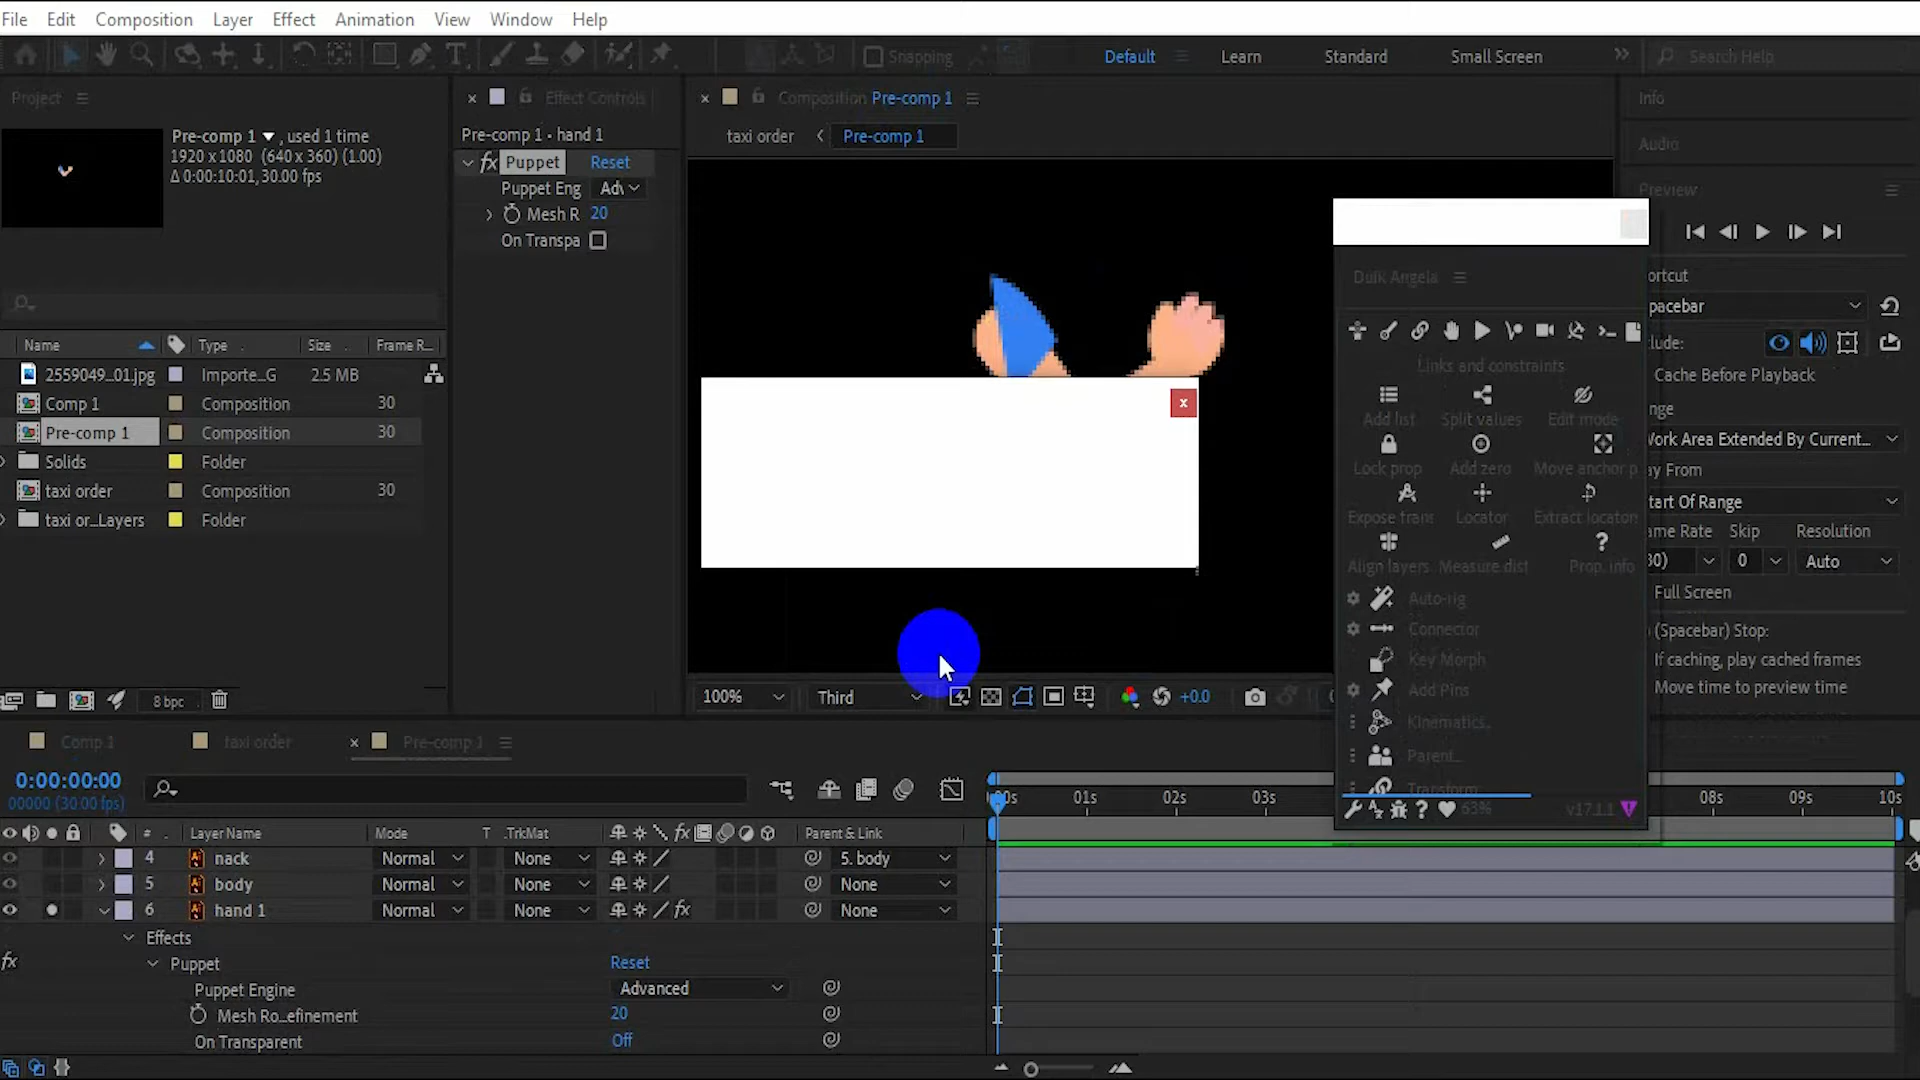 File Edit Composition Layer Effect Animation View Window Help
Snapping Default Learn Standard Small Screen Search Help
Project
Effect Controls
Composition Pre-comp 1
Info
Pre-comp 1 , used 1 time
1920 x 1080 (640 x 360) (1.00)
Δ 0:00:10:01, 30.00 fps
Pre-comp 1 • hand 1
taxi order Pre-comp 1
Audio
fx Puppet Reset
Puppet Eng Adv
Mesh R 20
On Transpa
Preview
ortcut
pacebar
lude:
Cache Before Playback
nge
Work Area Extended By Current...
ay From
tart Of Range
ame Rate Skip Resolution
30) 0 Auto
Full Screen
(Spacebar) Stop:
If caching, play cached frames
Move time to preview time
Duik Angela
Links and constraints
Add list Split values Edit mode
Lock prop Add zero Move anchor p
Expose trans Locator Extract locators
Align layers Measure dist Prop. info
Auto-rig
Connector
Key Morph
Add Pins
Kinematics..
Parent..
Transform
63% v17.1.1
x
Name Type Size Frame R...
2559049_01.jpg Importe_G 2.5 MB
Comp 1 Composition 30
Pre-comp 1 Composition 30
Solids Folder
taxi order Composition 30
taxi or_Layers Folder
8 bpc
100% Third +0.0
Comp 1 taxi order Pre-comp 1
0:00:00:00
00000 (30.00 fps)
:00s 01s 02s 03s 08s 09s 10s
# Layer Name Mode T .TrkMat fx Parent & Link
4 nack Normal None 5. body
5 body Normal None None
6 hand 1 Normal None fx None
Effects
fx Puppet Reset
Puppet Engine Advanced
Mesh Ro...efinement 20
On Transparent Off